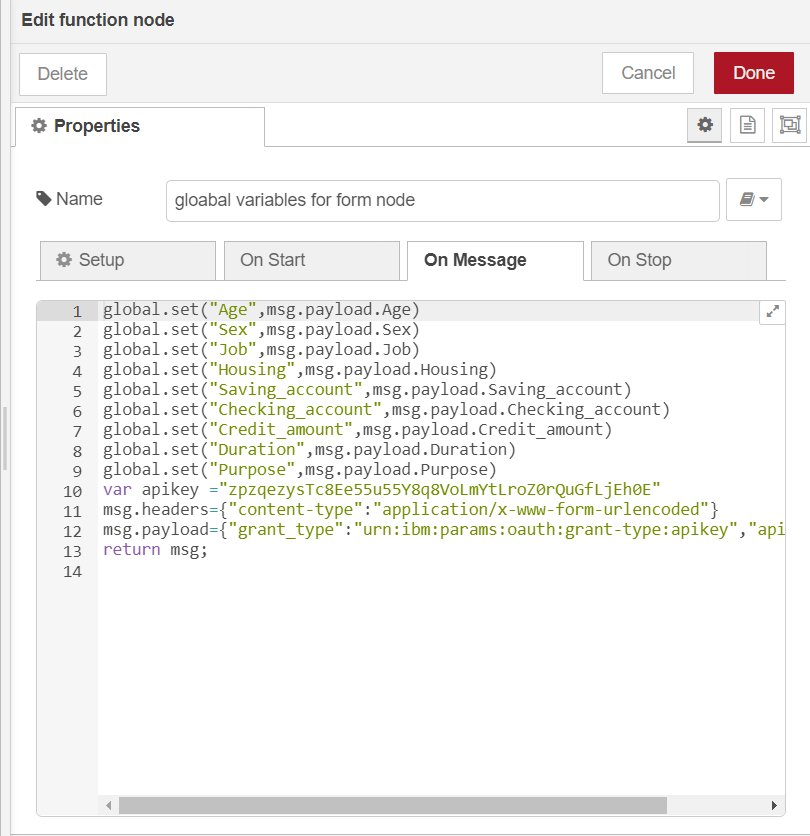 Edit function node
Delete
Cancel
Done
Properties
Name
gloabal variables for form node
Setup
On Start
On Message
On Stop
1 global.set("Age",msg.payload.Age)
2 global.set("Sex",msg.payload.Sex)
3 global.set("Job",msg.payload.Job)
4 global.set("Housing",msg.payload.Housing)
5 global.set("Saving_account",msg.payload.Saving_account)
6 global.set("Checking_account",msg.payload.Checking_account)
7 global.set("Credit_amount",msg.payload.Credit_amount)
8 global.set("Duration",msg.payload.Duration)
9 global.set("Purpose",msg.payload.Purpose)
10 var apikey ="zpzqezysTc8Ee55u55Y8q8VoLmYtLroZ0rQuGfLjEh0E"
11 msg.headers={"content-type":"application/x-www-form-urlencoded"}
12 msg.payload={"grant_type":"urn:ibm:params:oauth:grant-type:apikey","api
13 return msg;
14